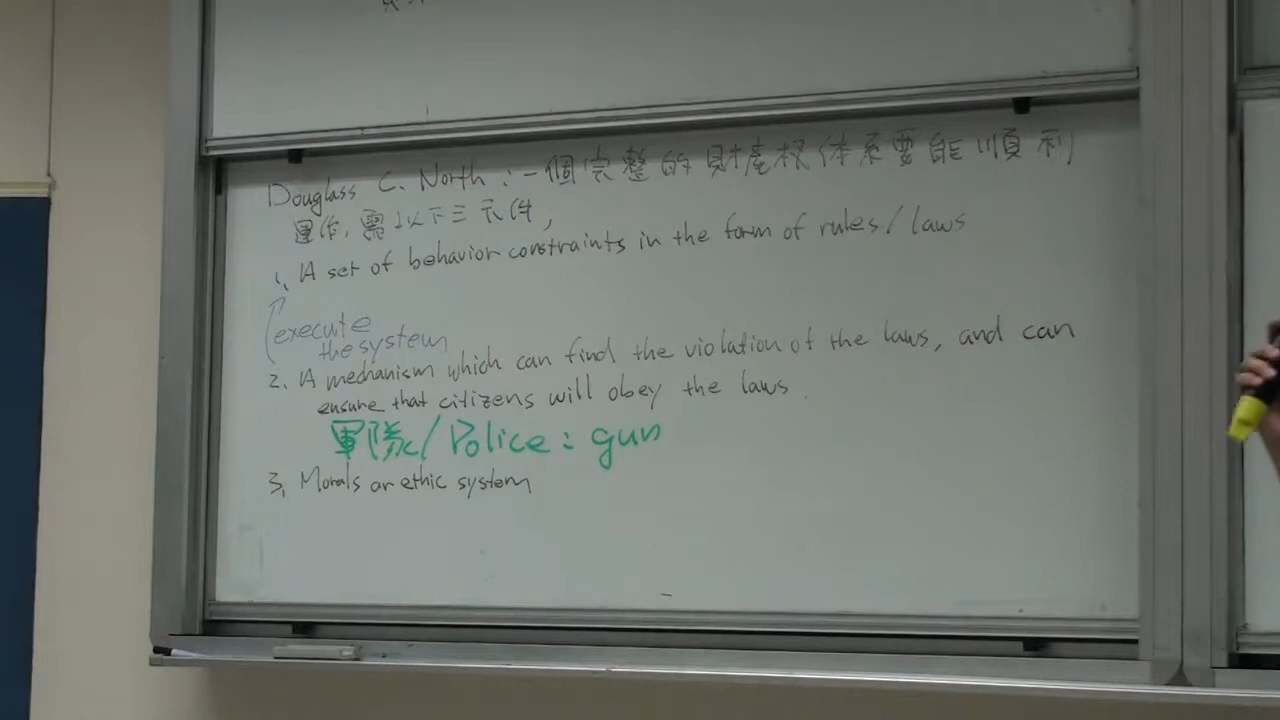 Douglass C. North : 一個完整的財產权体系要能順利
運作, 需以下三元件,
1. A set of behavior constraints in the form of rules / laws
execute
the system
2. A mechanism which can find the violation of the laws, and can
ensure that citizens will obey the laws.
軍隊 / Police : gun
3. Morals or ethic system